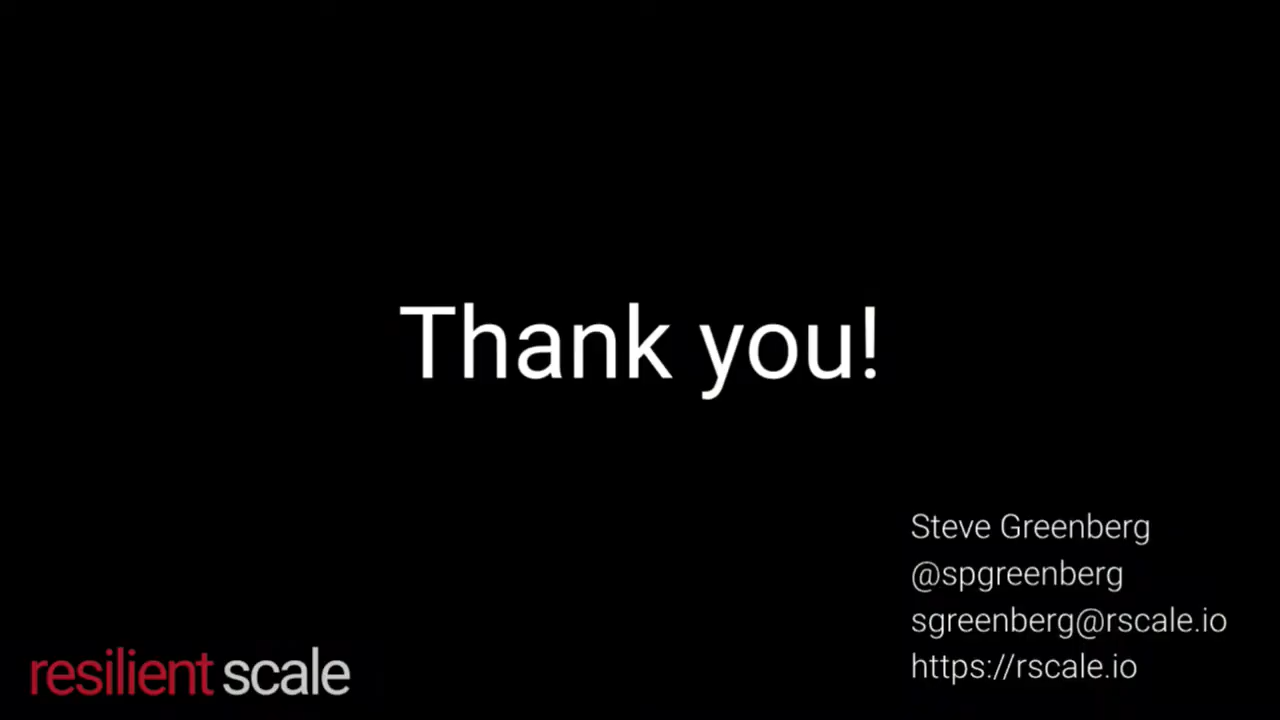 Thank you!
Steve Greenberg
@spgreenberg
sgreenberg@rscale.io
https://rscale.io
resilient scale